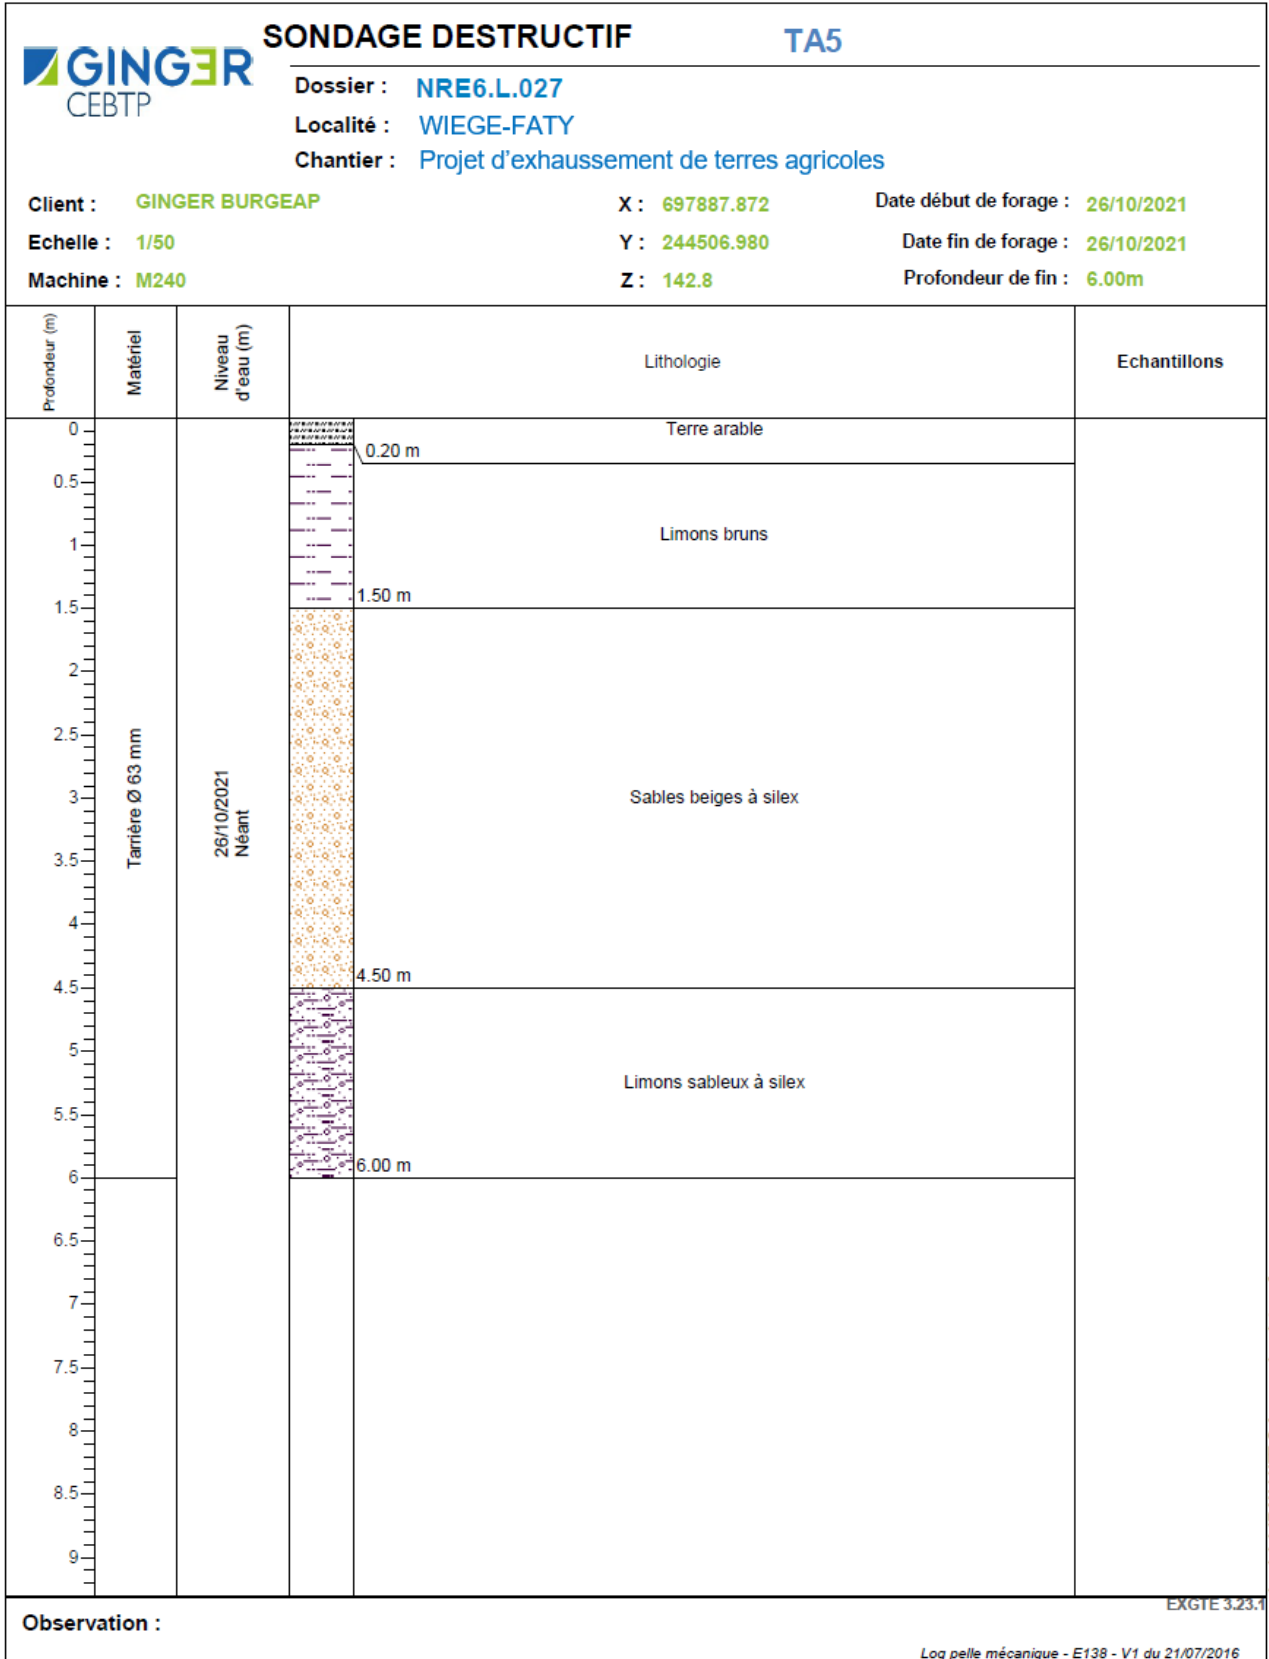 SONDAGE DESTRUCTIF TA5
GINGER
CEBTP
Dossier : NRE6.L.027
Localité : WIEGE-FATY
Chantier : Projet d'exhaussement de terres agricoles
Client : GINGER BURGEAP X : 697887.872 Date début de forage : 26/10/2021
Echelle : 1/50 Y : 244506.980 Date fin de forage : 26/10/2021
Machine : M240 Z : 142.8 Profondeur de fin : 6.00m
Profondeur (m)
Matériel
Niveau
d'eau (m)
Lithologie
Echantillons
0
Terre arable
0.20 m
0.5
Limons bruns
1
1.50 m
1.5
2
2.5
Tarrière Ø 63 mm
26/10/2021
Néant
3
Sables beiges à silex
3.5
4
4.50 m
4.5
5
Limons sableux à silex
5.5
6.00 m
6
6.5
7
7.5
8
8.5
9
EXGTE 3.23.1
Observation :
Log pelle mécanique - E138 - V1 du 21/07/2016